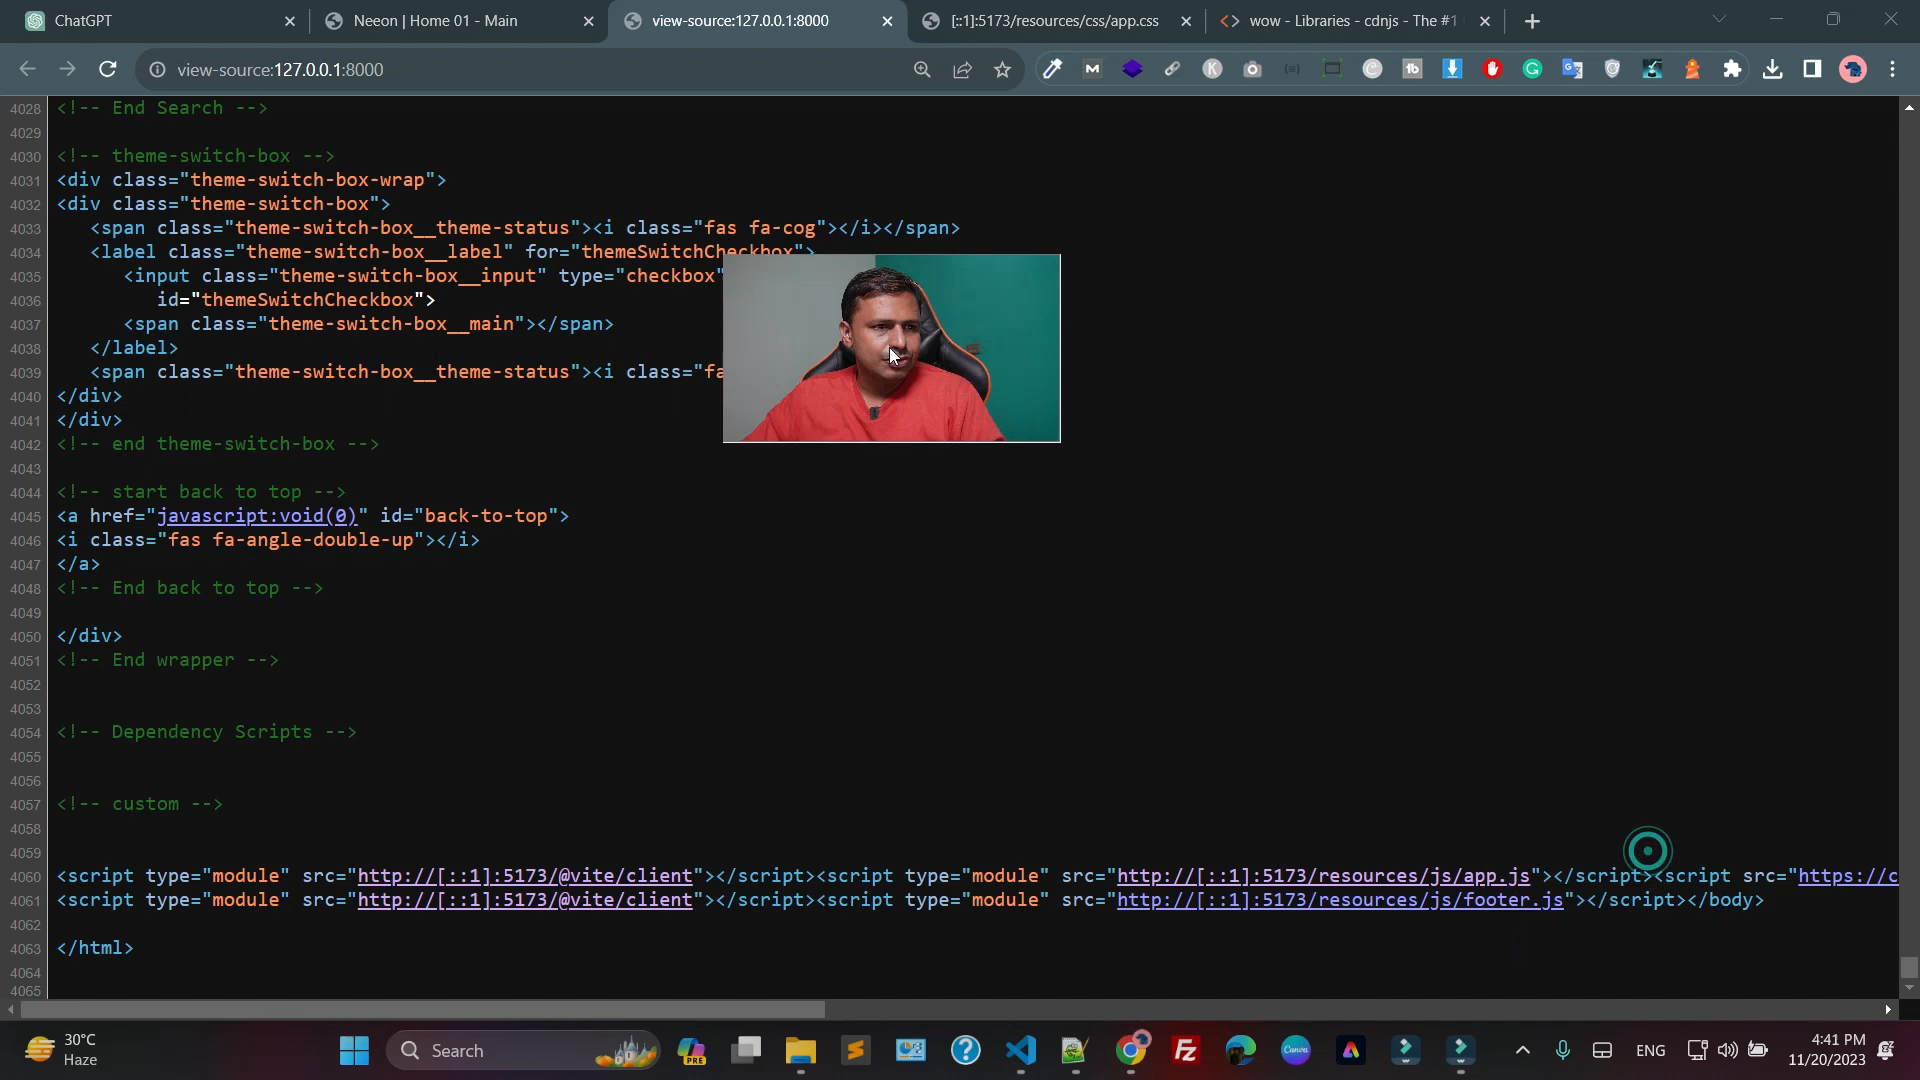 ChatGPT
Neeon | Home 01 - Main
view-source:127.0.0.1:8000
[::1]:5173/resources/css/app.css
wow - Libraries - cdnjs - The #1
view-source:127.0.0.1:8000
4028 <!-- End Search -->
4029
4030 <!-- theme-switch-box -->
4031 <div class="theme-switch-box-wrap">
4032 <div class="theme-switch-box">
4033 <span class="theme-switch-box__theme-status"><i class="fas fa-cog"></i></span>
4034 <label class="theme-switch-box__label" for="themeSwitchCheckbox">
4035 <input class="theme-switch-box__input" type="checkbox"
4036 id="themeSwitchCheckbox">
4037 <span class="theme-switch-box__main"></span>
4038 </label>
4039 <span class="theme-switch-box__theme-status"><i class="fa
4040 </div>
4041 </div>
4042 <!-- end theme-switch-box -->
4043
4044 <!-- start back to top -->
4045 <a href="javascript:void(0)" id="back-to-top">
4046 <i class="fas fa-angle-double-up"></i>
4047 </a>
4048 <!-- End back to top -->
4049
4050 </div>
4051 <!-- End wrapper -->
4052
4053
4054 <!-- Dependency Scripts -->
4055
4056
4057 <!-- custom -->
4058
4059
4060 <script type="module" src="http://[::1]:5173/@vite/client"></script><script type="module" src="http://[::1]:5173/resources/js/app.js"></script><script src="https://c
4061 <script type="module" src="http://[::1]:5173/@vite/client"></script><script type="module" src="http://[::1]:5173/resources/js/footer.js"></script></body>
4062
4063 </html>
4064
4065
30°C
Haze
Search
PRE
Canva
ENG
4:41 PM
11/20/2023